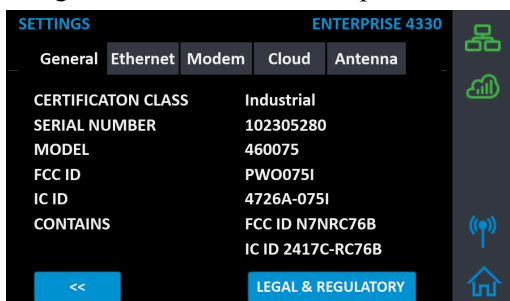 SETTINGS ENTERPRISE 4330
General Ethernet Modem Cloud Antenna
CERTIFICATON CLASS Industrial
SERIAL NUMBER 102305280
MODEL 460075
FCC ID PWO075I
IC ID 4726A-075I
CONTAINS FCC ID N7NRC76B
IC ID 2417C-RC76B
<< LEGAL & REGULATORY